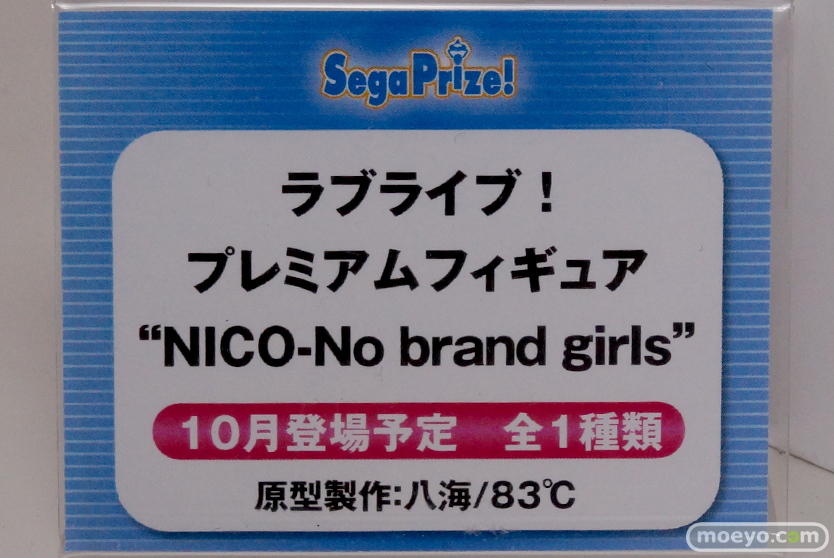 SegaPrize!
ラブライブ！
プレミアムフィギュア
“NICO-No brand girls”
10月登場予定　全1種類
原型製作:八海/83℃
moeyo.com